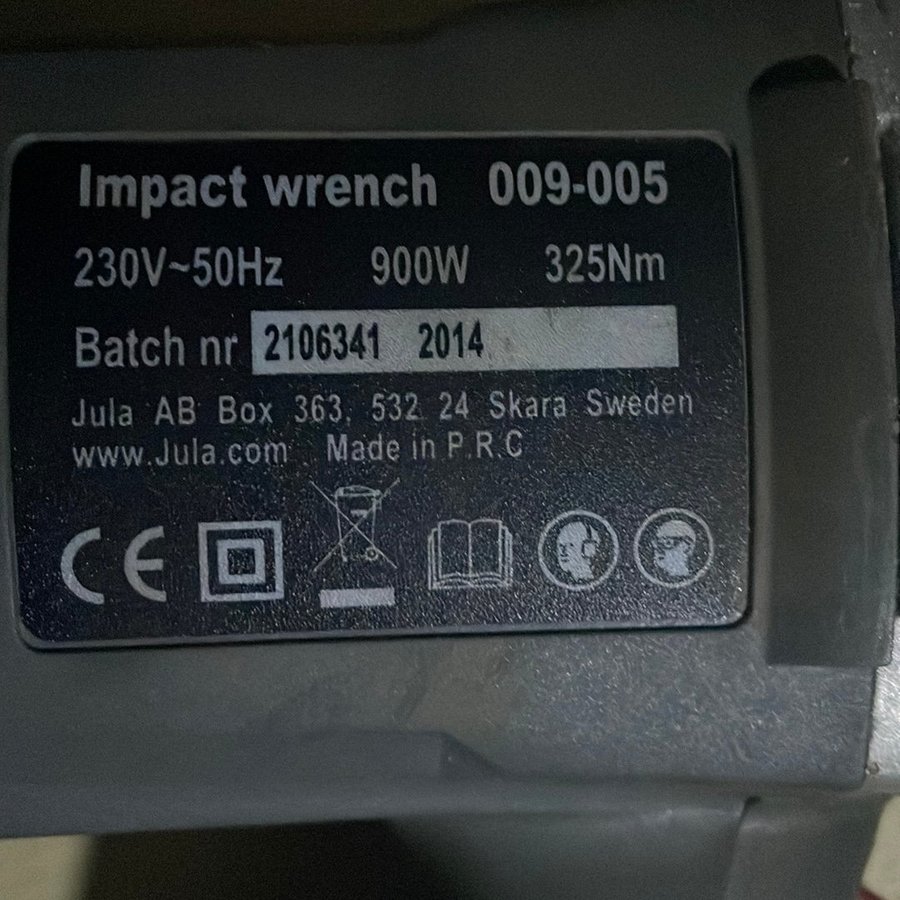 Impact wrench 009-005
230V~50Hz 900W 325Nm
Batch nr 2106341 2014
Jula AB Box 363, 532 24 Skara Sweden
www.Jula.com Made in P.R.C
CE